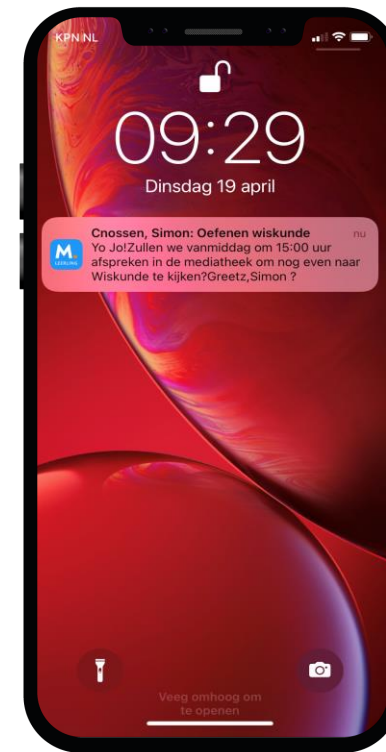 KPN NL
09:29
Dinsdag 19 april
Cnossen, Simon: Oefenen wiskunde nu
Yo Jo!Zullen we vanmiddag om 15:00 uur
afspreken in de mediatheek om nog even naar
Wiskunde te kijken?Greetz,Simon ?
M.
LEERLING
Veeg omhoog om
te openen